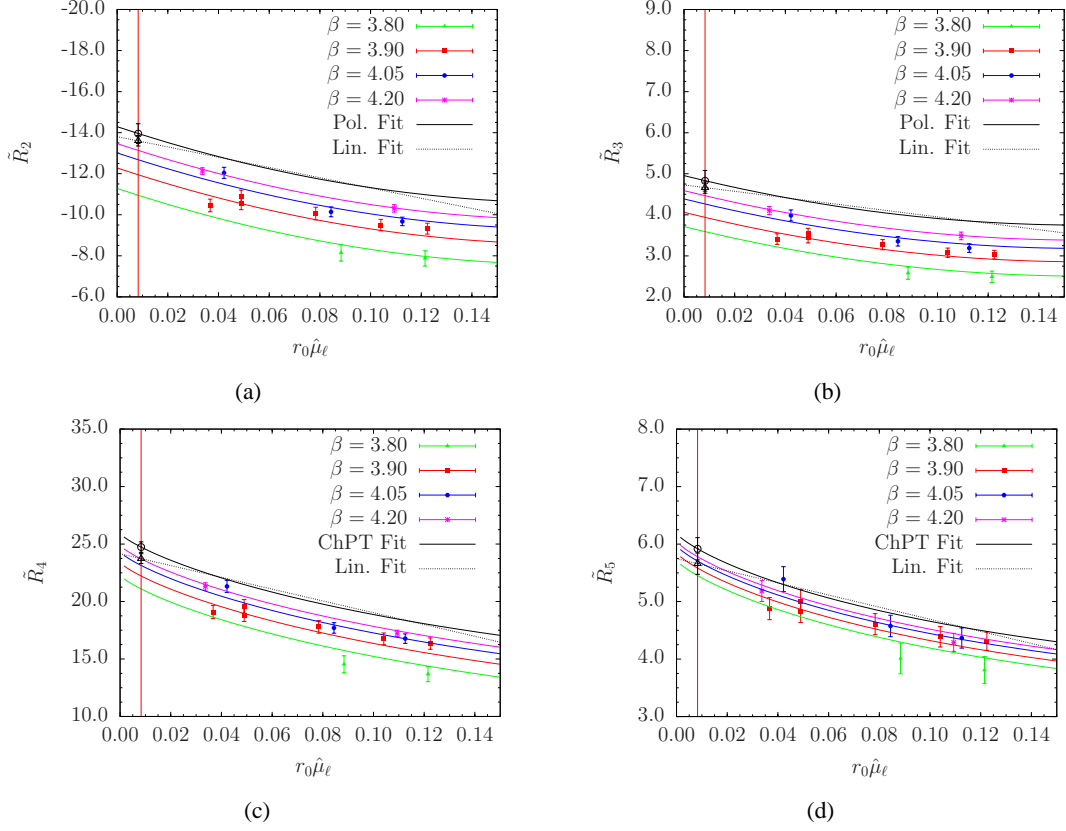 -20.0
-18.0
-16.0
-14.0
-12.0
-10.0
-8.0
-6.0
R̃₂
β = 3.80
β = 3.90
β = 4.05
β = 4.20
Pol. Fit
Lin. Fit
0.00 0.02 0.04 0.06 0.08 0.10 0.12 0.14
r₀μ̂ℓ
(a)
9.0
8.0
7.0
6.0
5.0
4.0
3.0
2.0
R̃₃
β = 3.80
β = 3.90
β = 4.05
β = 4.20
Pol. Fit
Lin. Fit
0.00 0.02 0.04 0.06 0.08 0.10 0.12 0.14
r₀μ̂ℓ
(b)
35.0
30.0
25.0
20.0
15.0
10.0
R̃₄
β = 3.80
β = 3.90
β = 4.05
β = 4.20
ChPT Fit
Lin. Fit
0.00 0.02 0.04 0.06 0.08 0.10 0.12 0.14
r₀μ̂ℓ
(c)
8.0
7.0
6.0
5.0
4.0
3.0
R̃₅
β = 3.80
β = 3.90
β = 4.05
β = 4.20
ChPT Fit
Lin. Fit
0.00 0.02 0.04 0.06 0.08 0.10 0.12 0.14
r₀μ̂ℓ
(d)